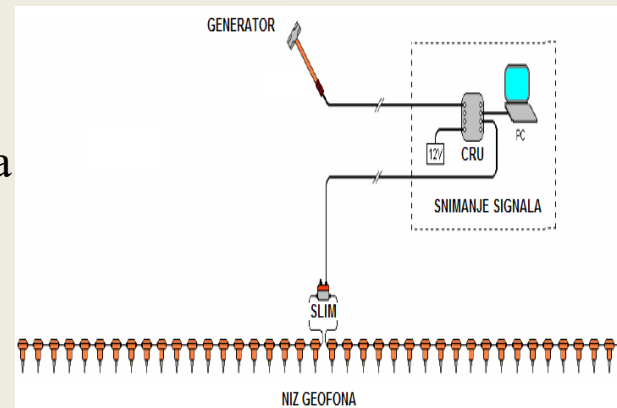 GENERATOR
a
12V
CRU
PC
SNIMANJE SIGNALA
SLIM
NIZ GEOFONA